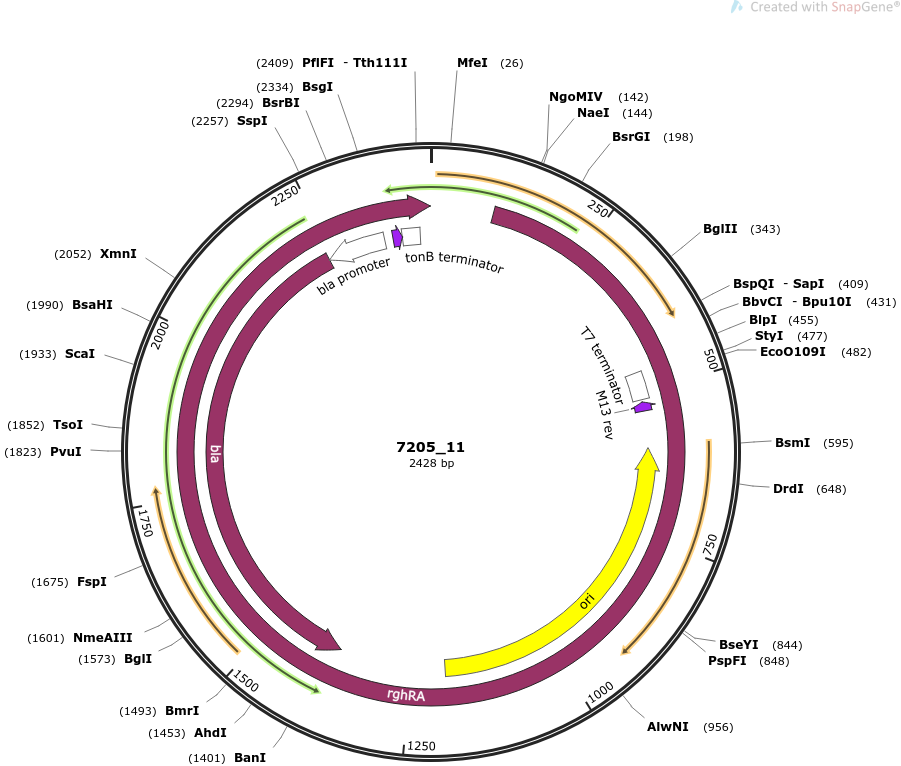 Created with SnapGene®
(2409) PflFI - Tth111I
MfeI (26)
(2334) BsgI
(2294) BsrBI
(2257) SspI
NgoMIV (142)
NaeI (144)
BsrGI (198)
2250
250
BglII (343)
(2052) XmnI
bla promoter
tonB terminator
BspQI - SapI (409)
BbvCI - Bpu10I (431)
BlpI (455)
StyI (477)
EcoO109I (482)
(1990) BsaHI
2000
T7 terminator
500
(1933) ScaI
M13 rev
(1852) TsoI
(1823) PvuI
bla
7205_11
2428 bp
BsmI (595)
DrdI (648)
1750
750
(1675) FspI
ori
(1601) NmeAIII
(1573) BglI
BseYI (844)
PspFI (848)
1500
rghRA
1000
(1493) BmrI
(1453) AhdI
AlwNI (956)
(1401) BanI
1250